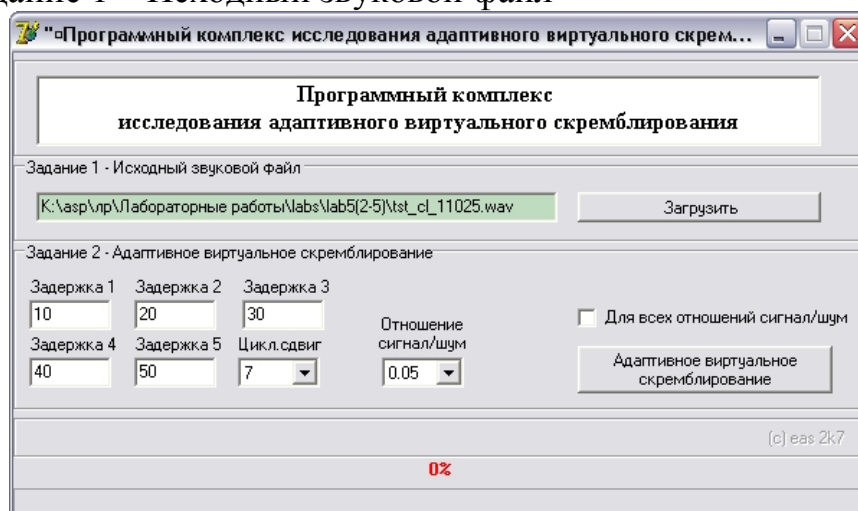 дание 1 – Исходный звуковой файл
"¤Программный комплекс исследования адаптивного виртуального скрем...
Программный комплекс
исследования адаптивного виртуального скремблирования
Задание 1 - Исходный звуковой файл
K:\asp\лр\Лабораторные работы\labs\lab5(2-5)\tst_cl_11025.wav
Загрузить
Задание 2 - Адаптивное виртуальное скремблирование
Задержка 1 Задержка 2 Задержка 3
10 20 30
Отношение
сигнал/шум
Для всех отношений сигнал/шум
Задержка 4 Задержка 5 Цикл.сдвиг
40 50 7 0.05
Адаптивное виртуальное
скремблирование
(c) eas 2k7
0%